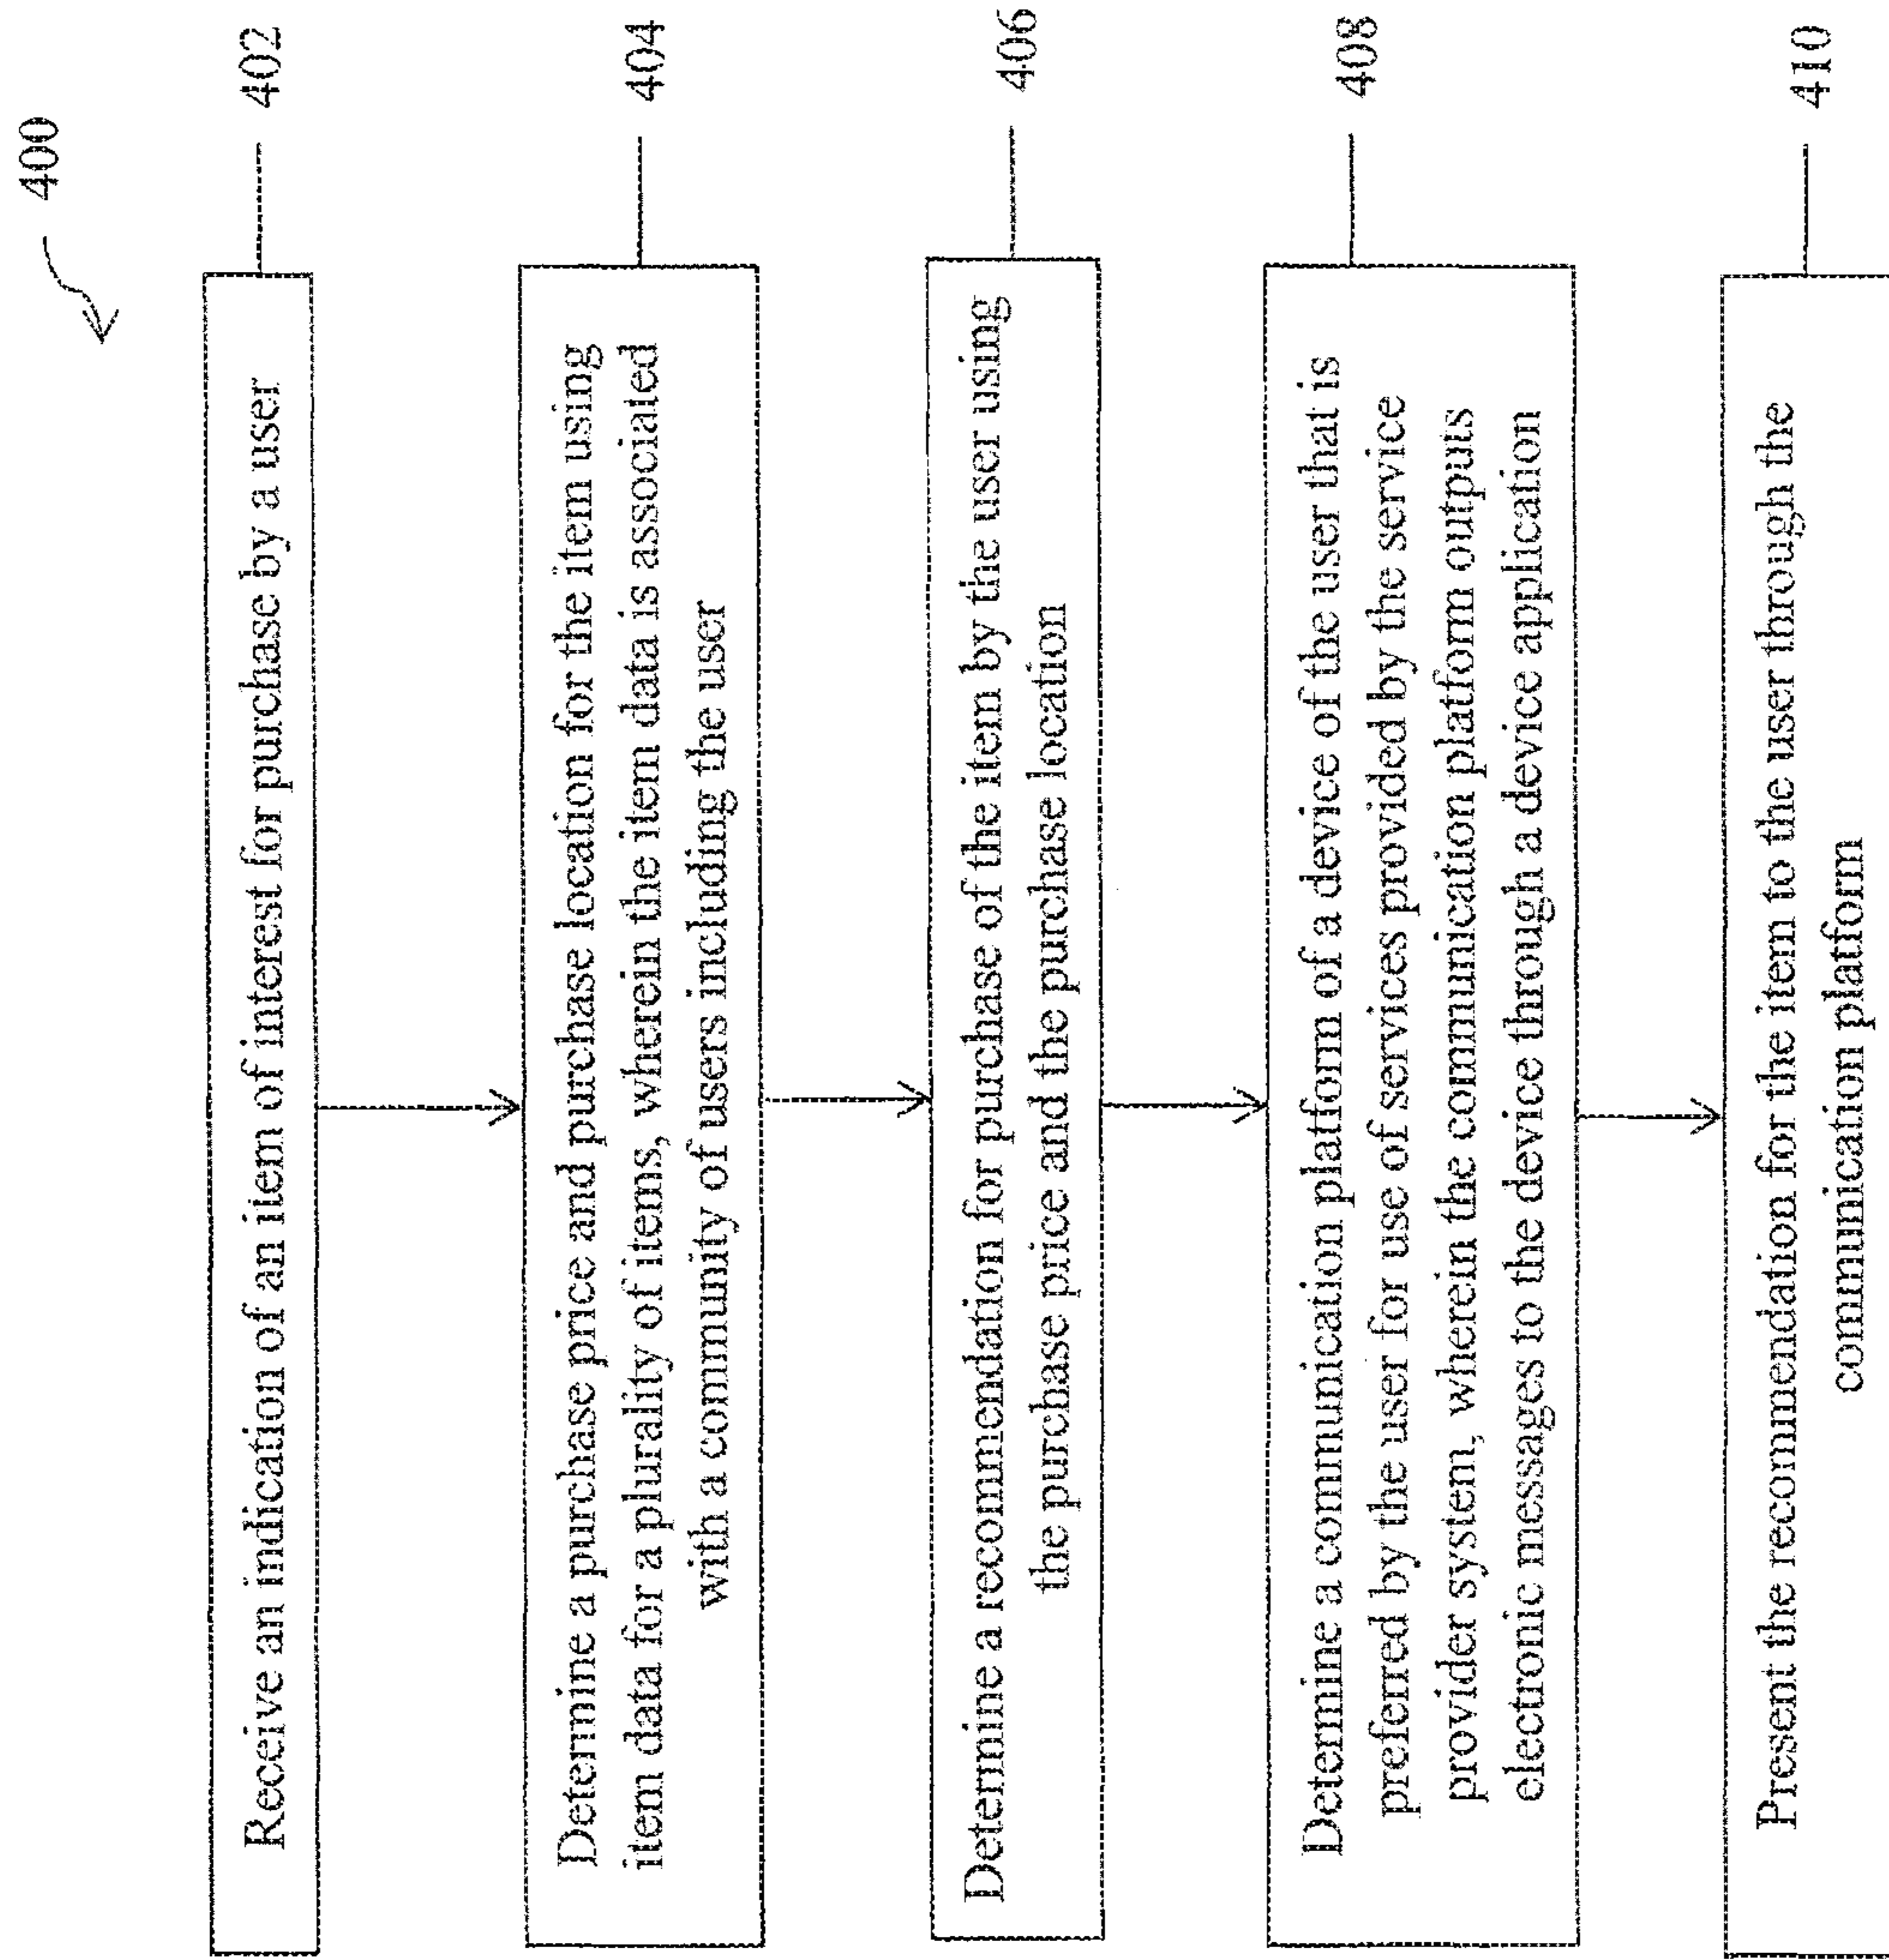 400
Receive an indication of an item of interest for purchase by a user
402
Determine a purchase price and purchase location for the item using
item data for a plurality of items, wherein the item data is associated
with a community of users including the user
404
Determine a recommendation for purchase of the item by the user using
the purchase price and the purchase location
406
Determine a communication platform of a device of the user that is
preferred by the user for use of services provided by the service
provider system, wherein the communication platform outputs
electronic messages to the device through a device application
408
Present the recommendation for the item to the user through the
communication platform
410